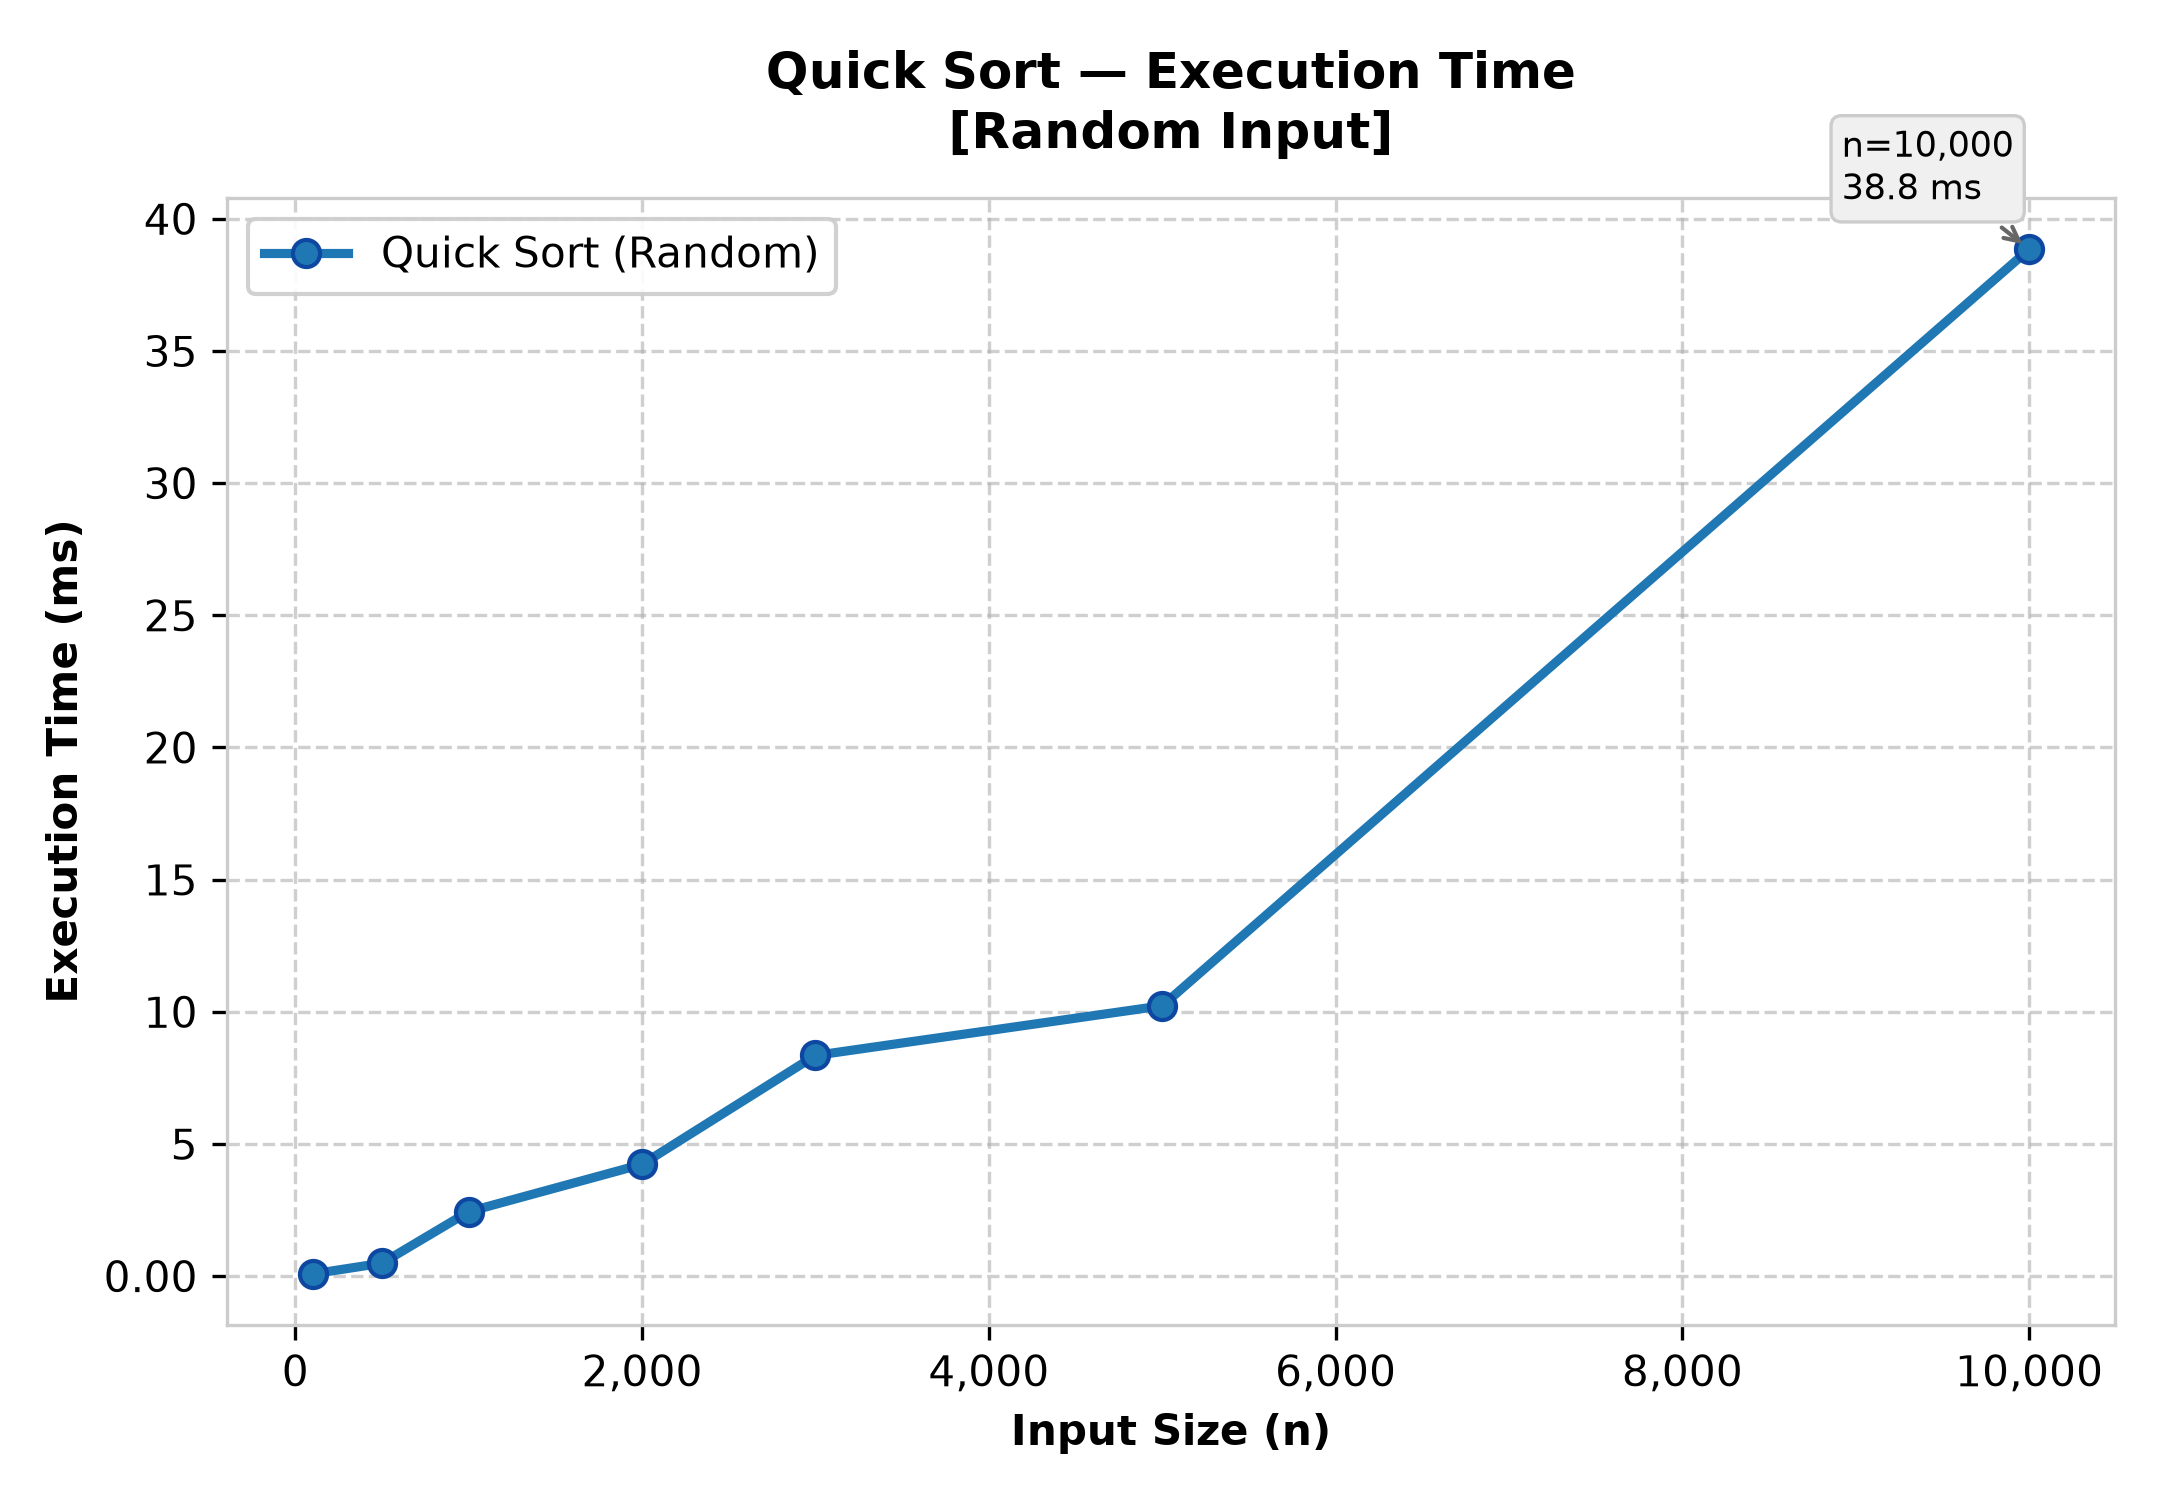 Quick Sort — Execution Time
[Random Input]
n=10,000
38.8 ms
Quick Sort (Random)
40
35
30
25
20
15
10
5
0.00
Execution Time (ms)
0
2,000
4,000
6,000
8,000
10,000
Input Size (n)